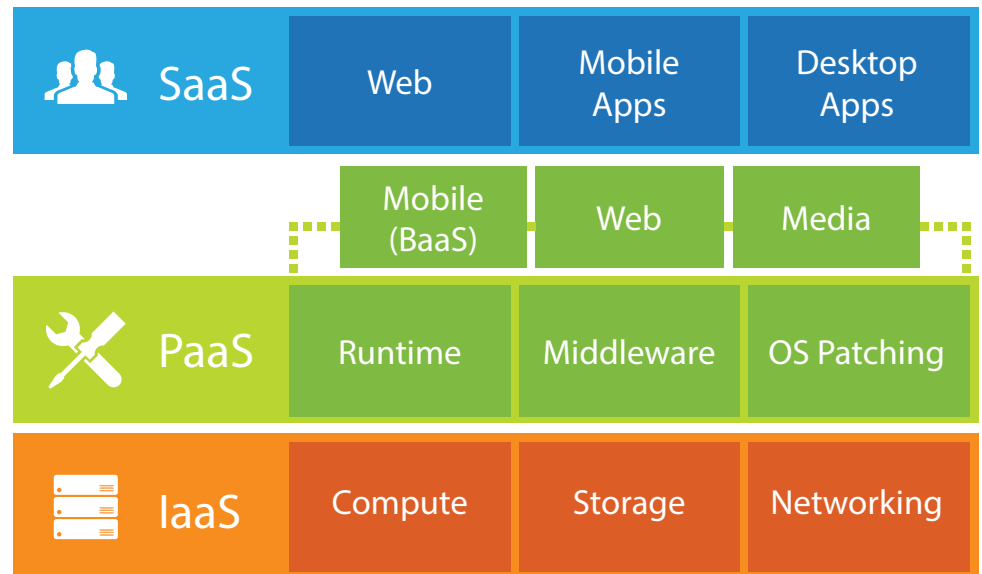 SaaS
Web
Mobile
Apps
Desktop
Apps
Mobile
(BaaS)
Web
Media
PaaS
Runtime
Middleware
OS Patching
IaaS
Compute
Storage
Networking